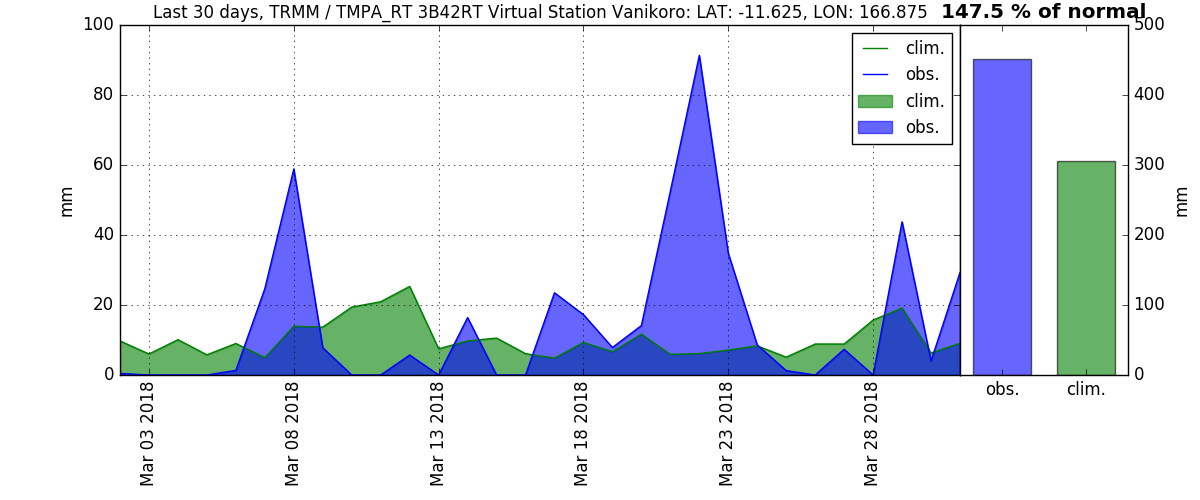 Last 30 days, TRMM / TMPA_RT 3B42RT Virtual Station Vanikoro: LAT: -11.625, LON: 166.875 147.5 % of normal
100
80
60
40
20
0
mm
clim.
obs.
clim.
obs.
Mar 03 2018
Mar 08 2018
Mar 13 2018
Mar 18 2018
Mar 23 2018
Mar 28 2018
500
400
300
200
100
0
mm
obs.
clim.